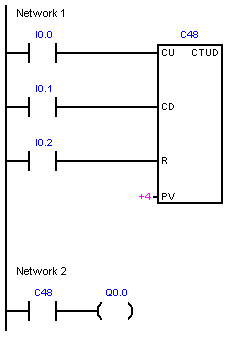 Network 1
I0.0
C48
CU CTUD
I0.1
CD
I0.2
R
+4 PV
Network 2
C48 Q0.0